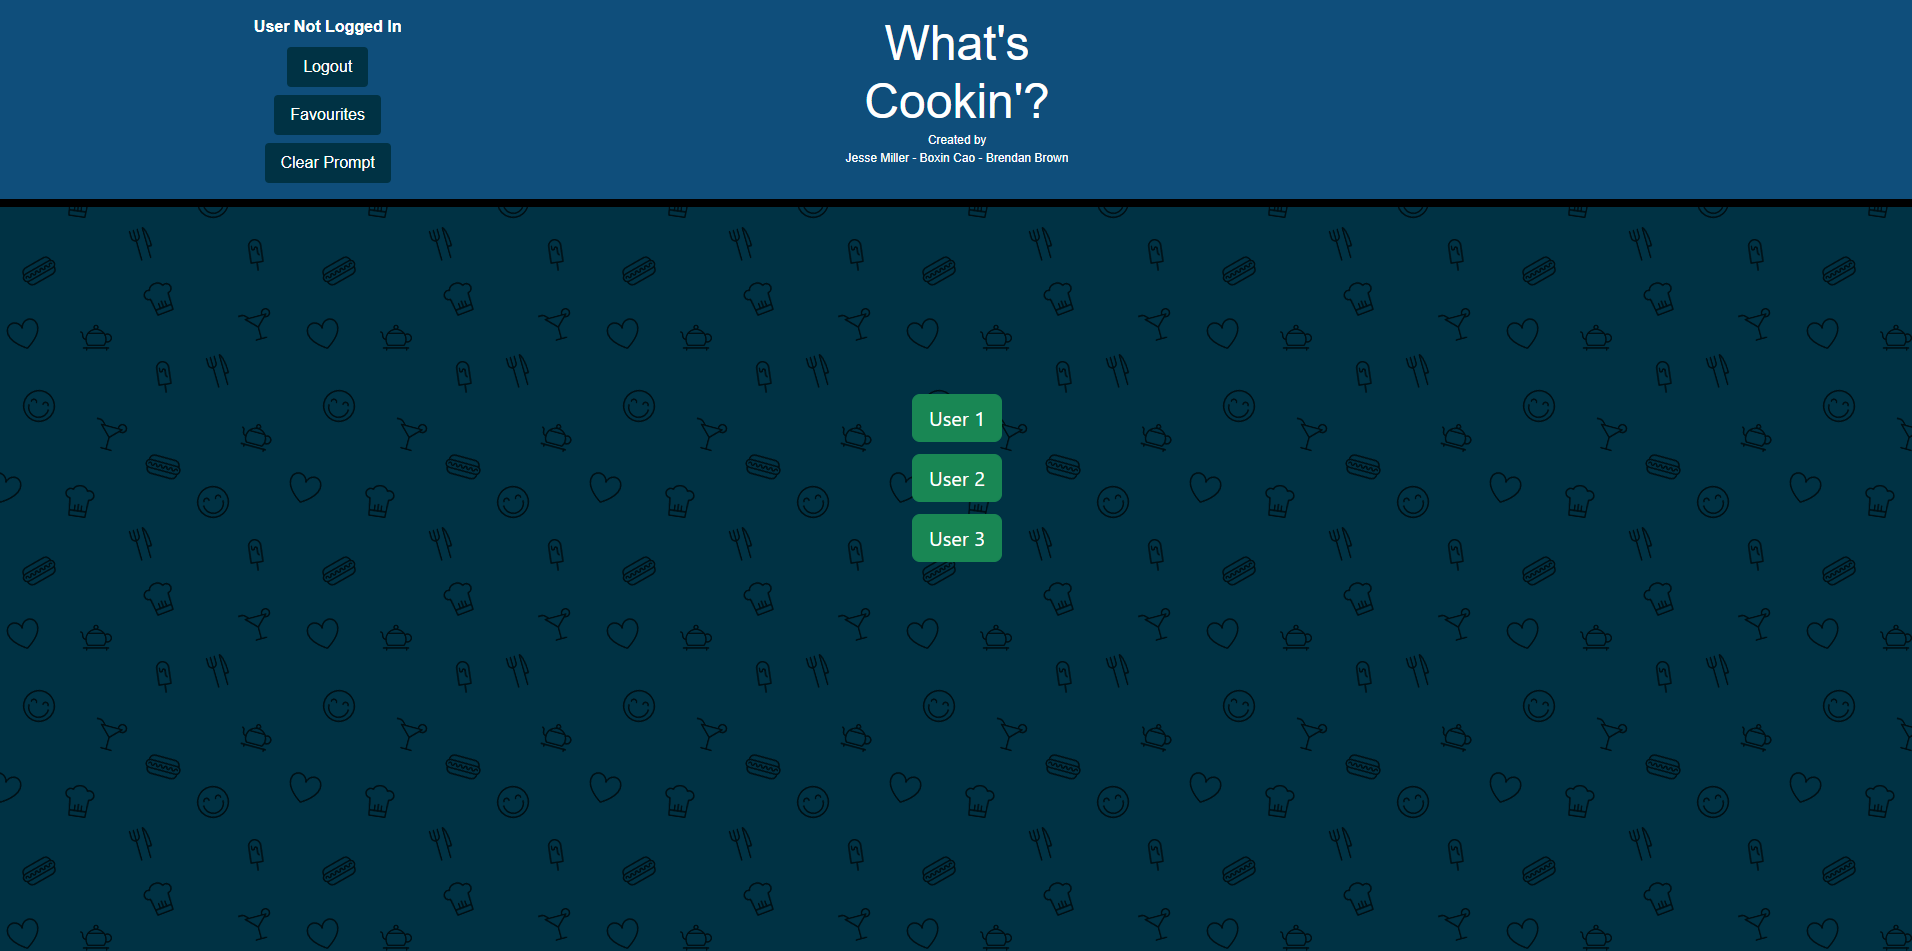 User Not Logged In
Logout
Favourites
Clear Prompt
What's
Cookin'?
Created by
Jesse Miller - Boxin Cao - Brendan Brown
User 1
User 2
User 3